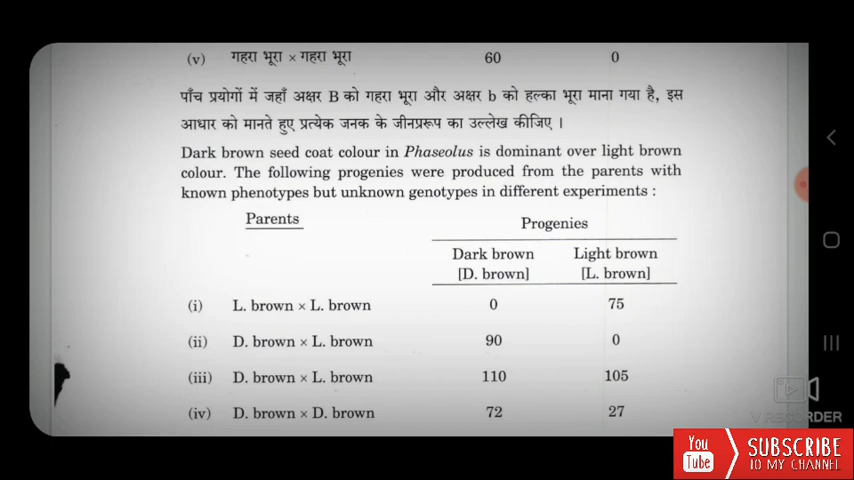 (v) गहरा भूरा × गहरा भूरा 60 0
पाँच प्रयोगों में जहाँ अक्षर B को गहरा भूरा और अक्षर b को हल्का भूरा माना गया है, इस
आधार को मानते हुए प्रत्येक जनक के जीनप्ररूप का उल्लेख कीजिए ।
Dark brown seed coat colour in Phaseolus is dominant over light brown
colour. The following progenies were produced from the parents with
known phenotypes but unknown genotypes in different experiments :
Parents Progenies
Dark brown Light brown
[D. brown] [L. brown]
(i) L. brown × L. brown 0 75
(ii) D. brown × L. brown 90 0
(iii) D. brown × L. brown 110 105
(iv) D. brown × D. brown 72 27
V RECORDER
You Tube SUBSCRIBE
TO MY CHANNEL